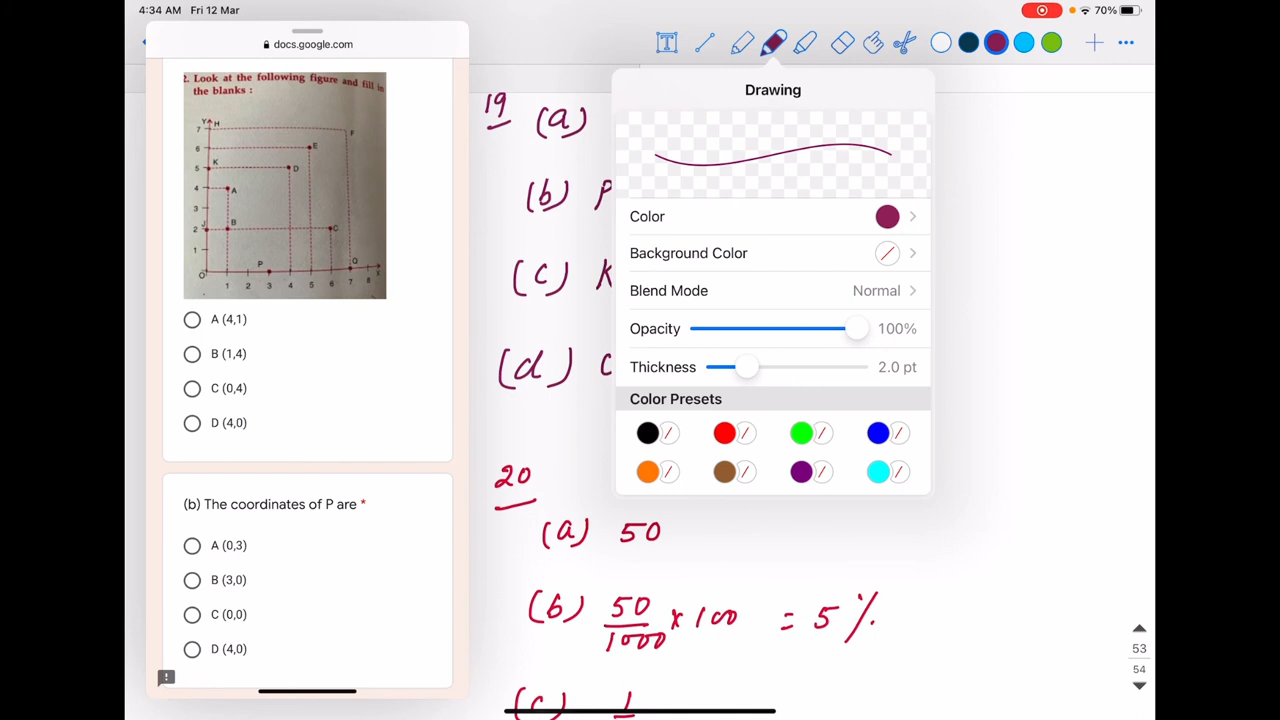 4:34 AM Fri 12 Mar
70%
docs.google.com
2. Look at the following figure and fill in
the blanks :
Y H
7 F
6 E
K
5 D
4 A
3
J B
2 C
1
P Q
O X
1 2 3 4 5 6 7 8
A (4,1)
B (1,4)
C (0,4)
D (4,0)
(b) The coordinates of P are *
A (0,3)
B (3,0)
C (0,0)
D (4,0)
T
Drawing
Color
Background Color
Blend Mode Normal
Opacity 100%
Thickness 2.0 pt
Color Presets
19 (a)
(b) P
(c) K
(d) C
20
(a) 50
(b) 50/1000 × 100 = 5 %
(c) 1
53
54